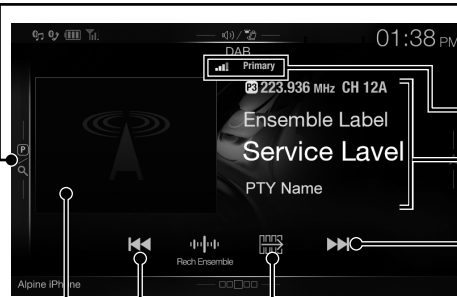 01:38 PM
DAB
Primary
P3 223.936 MHz CH 12A
Ensemble Label
Service Lavel
PTY Name
P
Rech Ensemble
Alpine iPhone